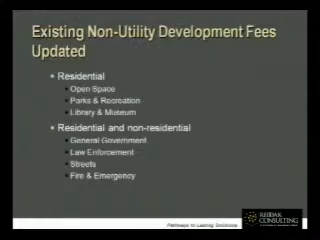 Existing Non-Utility Development Fees
Updated
Residential
Open Space
Parks & Recreation
Library & Museum
Residential and non-residential
General Government
Law Enforcement
Streets
Fire & Emergency
Pathways to Lasting Solutions
CONSULTING